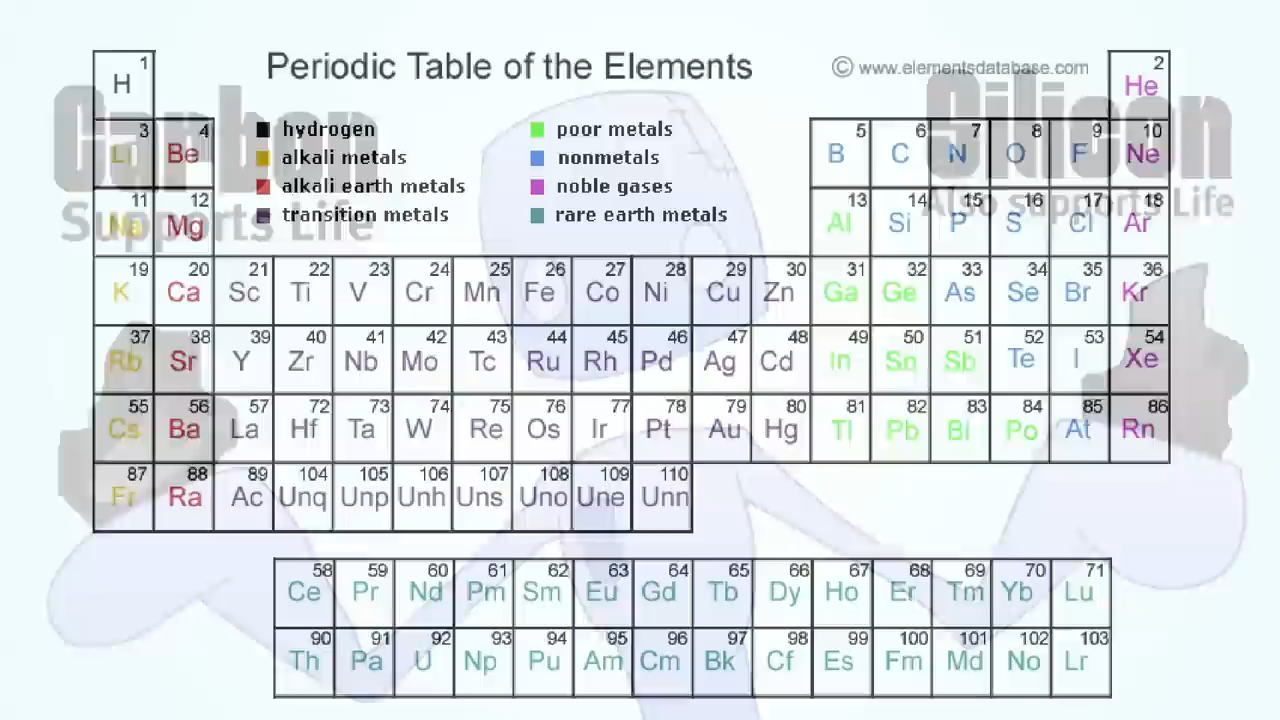 Periodic Table of the Elements
© www.elementsdatabase.com
Carbon
Supports Life
Silicon
Also supports Life
hydrogen
alkali metals
alkali earth metals
transition metals
poor metals
nonmetals
noble gases
rare earth metals
1 2
H He
3 4 5 6 7 8 9 10
Li Be B C N O F Ne
11 12 13 14 15 16 17 18
Na Mg Al Si P S Cl Ar
19 20 21 22 23 24 25 26 27 28 29 30 31 32 33 34 35 36
K Ca Sc Ti V Cr Mn Fe Co Ni Cu Zn Ga Ge As Se Br Kr
37 38 39 40 41 42 43 44 45 46 47 48 49 50 51 52 53 54
Rb Sr Y Zr Nb Mo Tc Ru Rh Pd Ag Cd In Sn Sb Te I Xe
55 56 57 72 73 74 75 76 77 78 79 80 81 82 83 84 85 86
Cs Ba La Hf Ta W Re Os Ir Pt Au Hg Tl Pb Bi Po At Rn
87 88 89 104 105 106 107 108 109 110
Fr Ra Ac Unq Unp Unh Uns Uno Une Unn
58 59 60 61 62 63 64 65 66 67 68 69 70 71
Ce Pr Nd Pm Sm Eu Gd Tb Dy Ho Er Tm Yb Lu
90 91 92 93 94 95 96 97 98 99 100 101 102 103
Th Pa U Np Pu Am Cm Bk Cf Es Fm Md No Lr